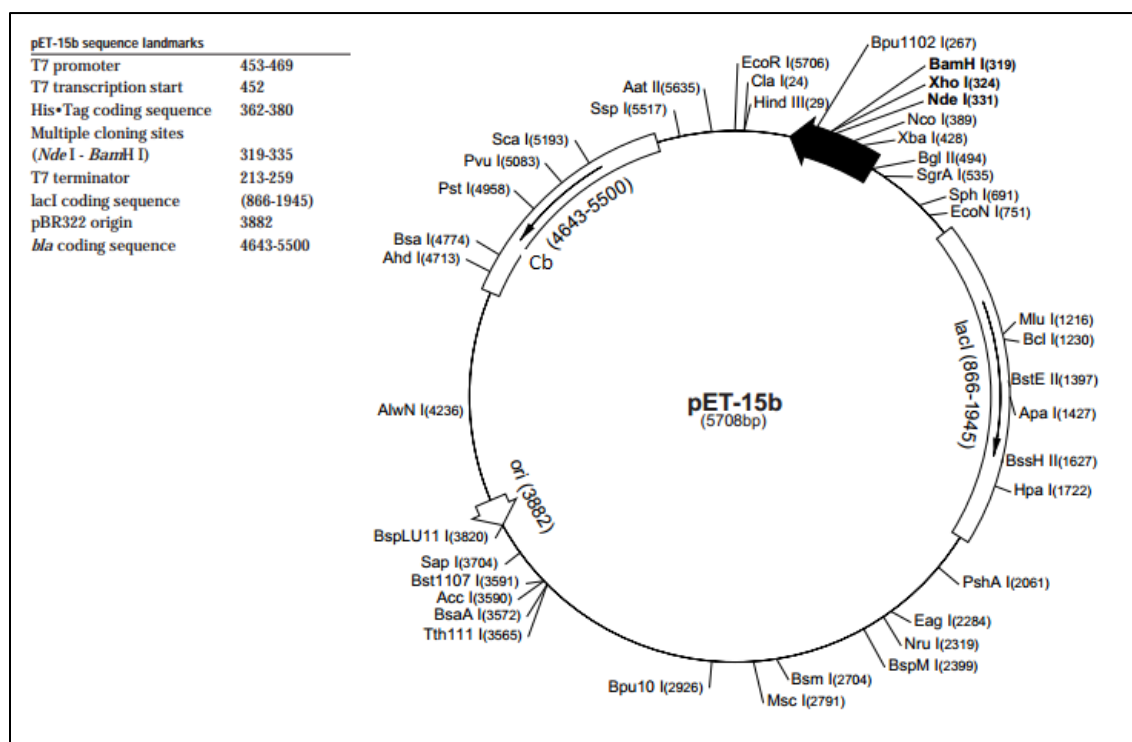 pET-15b sequence landmarks
T7 promoter 453-469
T7 transcription start 452
His•Tag coding sequence 362-380
Multiple cloning sites
(Nde I - BamH I) 319-335
T7 terminator 213-259
lacI coding sequence (866-1945)
pBR322 origin 3882
bla coding sequence 4643-5500
Bpu1102 I(267)
BamH I(319)
Xho I(324)
Nde I(331)
Nco I(389)
Xba I(428)
Bgl II(494)
SgrA I(535)
Sph I(691)
EcoN I(751)
EcoR I(5706)
Cla I(24)
Hind III(29)
Aat II(5635)
Ssp I(5517)
Sca I(5193)
Pvu I(5083)
Pst I(4958)
Bsa I(4774)
Ahd I(4713)
Cb
(4643-5500)
lacI (866-1945)
Mlu I(1216)
Bcl I(1230)
BstE II(1397)
Apa I(1427)
BssH II(1627)
Hpa I(1722)
pET-15b
(5708bp)
AlwN I(4236)
ori (3882)
BspLU11 I(3820)
Sap I(3704)
Bst1107 I(3591)
Acc I(3590)
BsaA I(3572)
Tth111 I(3565)
PshA I(2061)
Eag I(2284)
Nru I(2319)
BspM I(2399)
Bsm I(2704)
Msc I(2791)
Bpu10 I(2926)